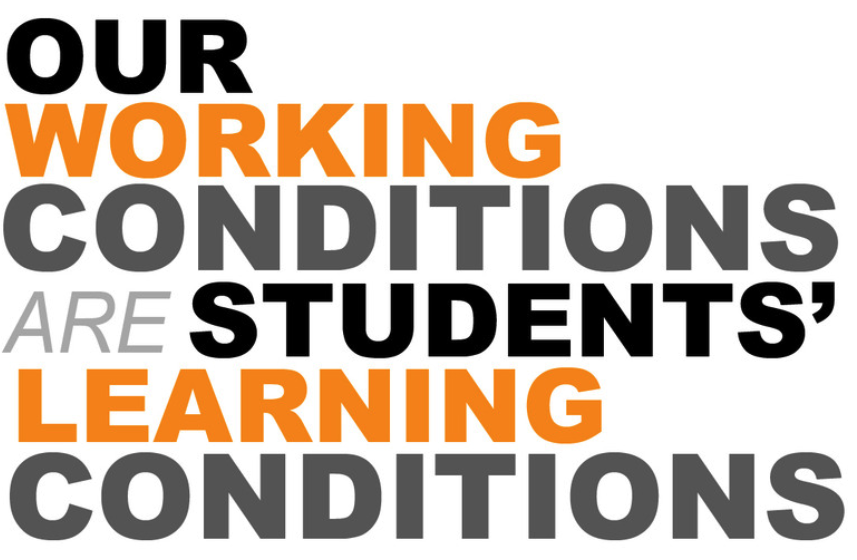 OUR
WORKING
CONDITIONS
ARE STUDENTS’
LEARNING
CONDITIONS